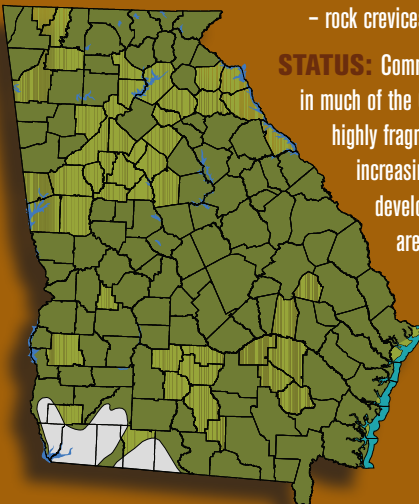 – rock crevice
STATUS: Comm
in much of the
highly fragm
increasin
develo
are